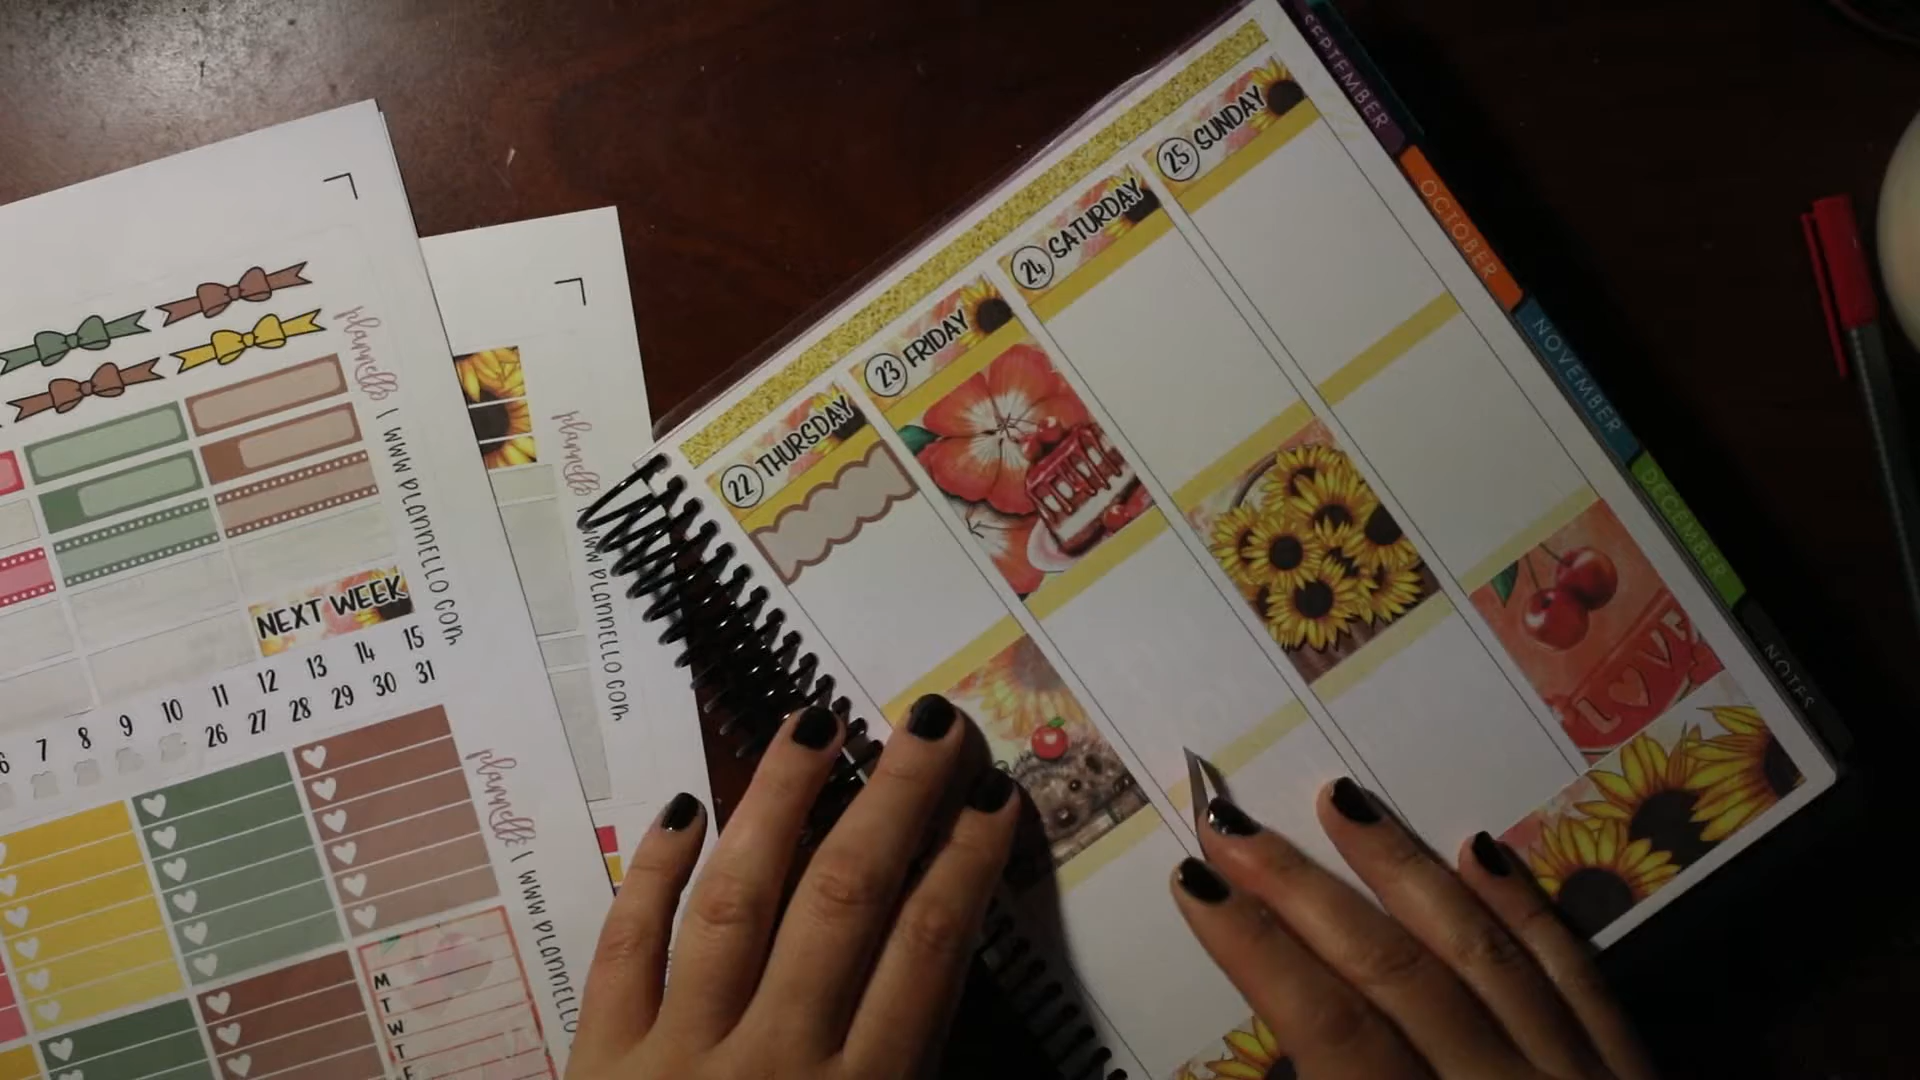 plannello | WWW.PLANNELLO.COM
NEXT WEEK
9 10 11 12 13 14 15
7 8
26 27 28 29 30 31
plannello | WWW.PLANNELLO.COM
M
T
W
T
F
plannello
WWW.PLANNELLO.COM
22 THURSDAY
23 FRIDAY
24 SATURDAY
25 SUNDAY
LOVE
SEPTEMBER
OCTOBER
NOVEMBER
DECEMBER
NOTES